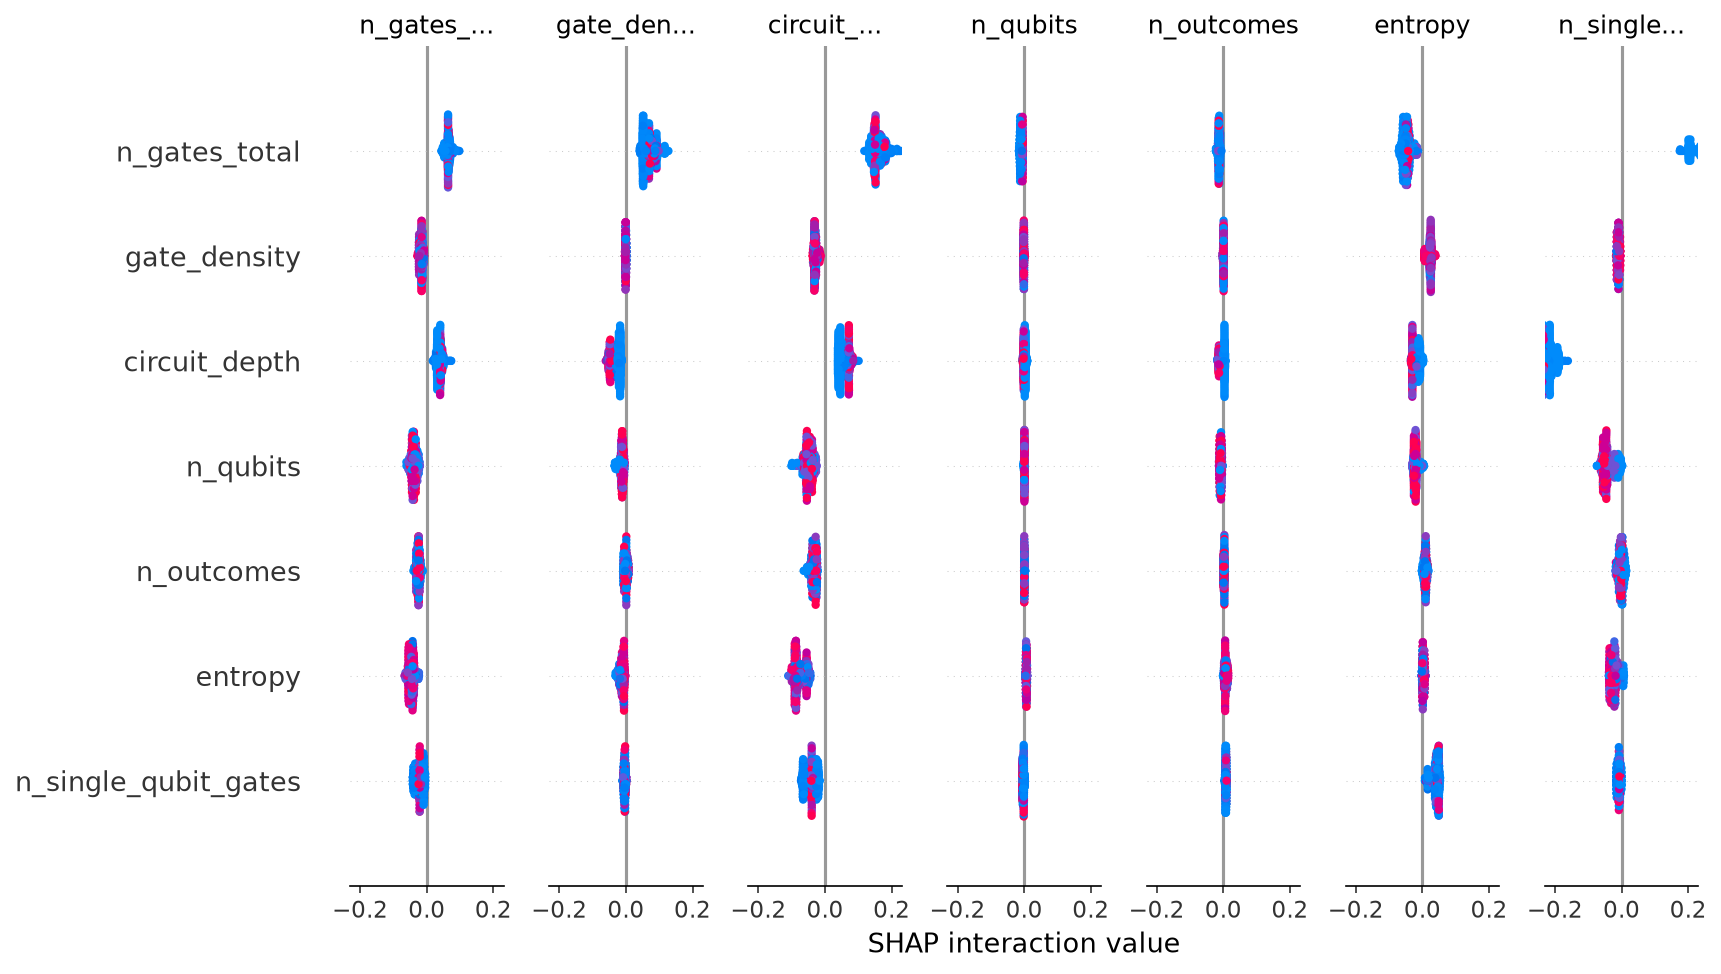 n_gates_... gate_den... circuit_... n_qubits n_outcomes entropy n_single...
n_gates_total
gate_density
circuit_depth
n_qubits
n_outcomes
entropy
n_single_qubit_gates
−0.2 0.0 0.2 −0.2 0.0 0.2 −0.2 0.0 0.2 −0.2 0.0 0.2 −0.2 0.0 0.2 −0.2 0.0 0.2 −0.2 0.0 0.2
SHAP interaction value